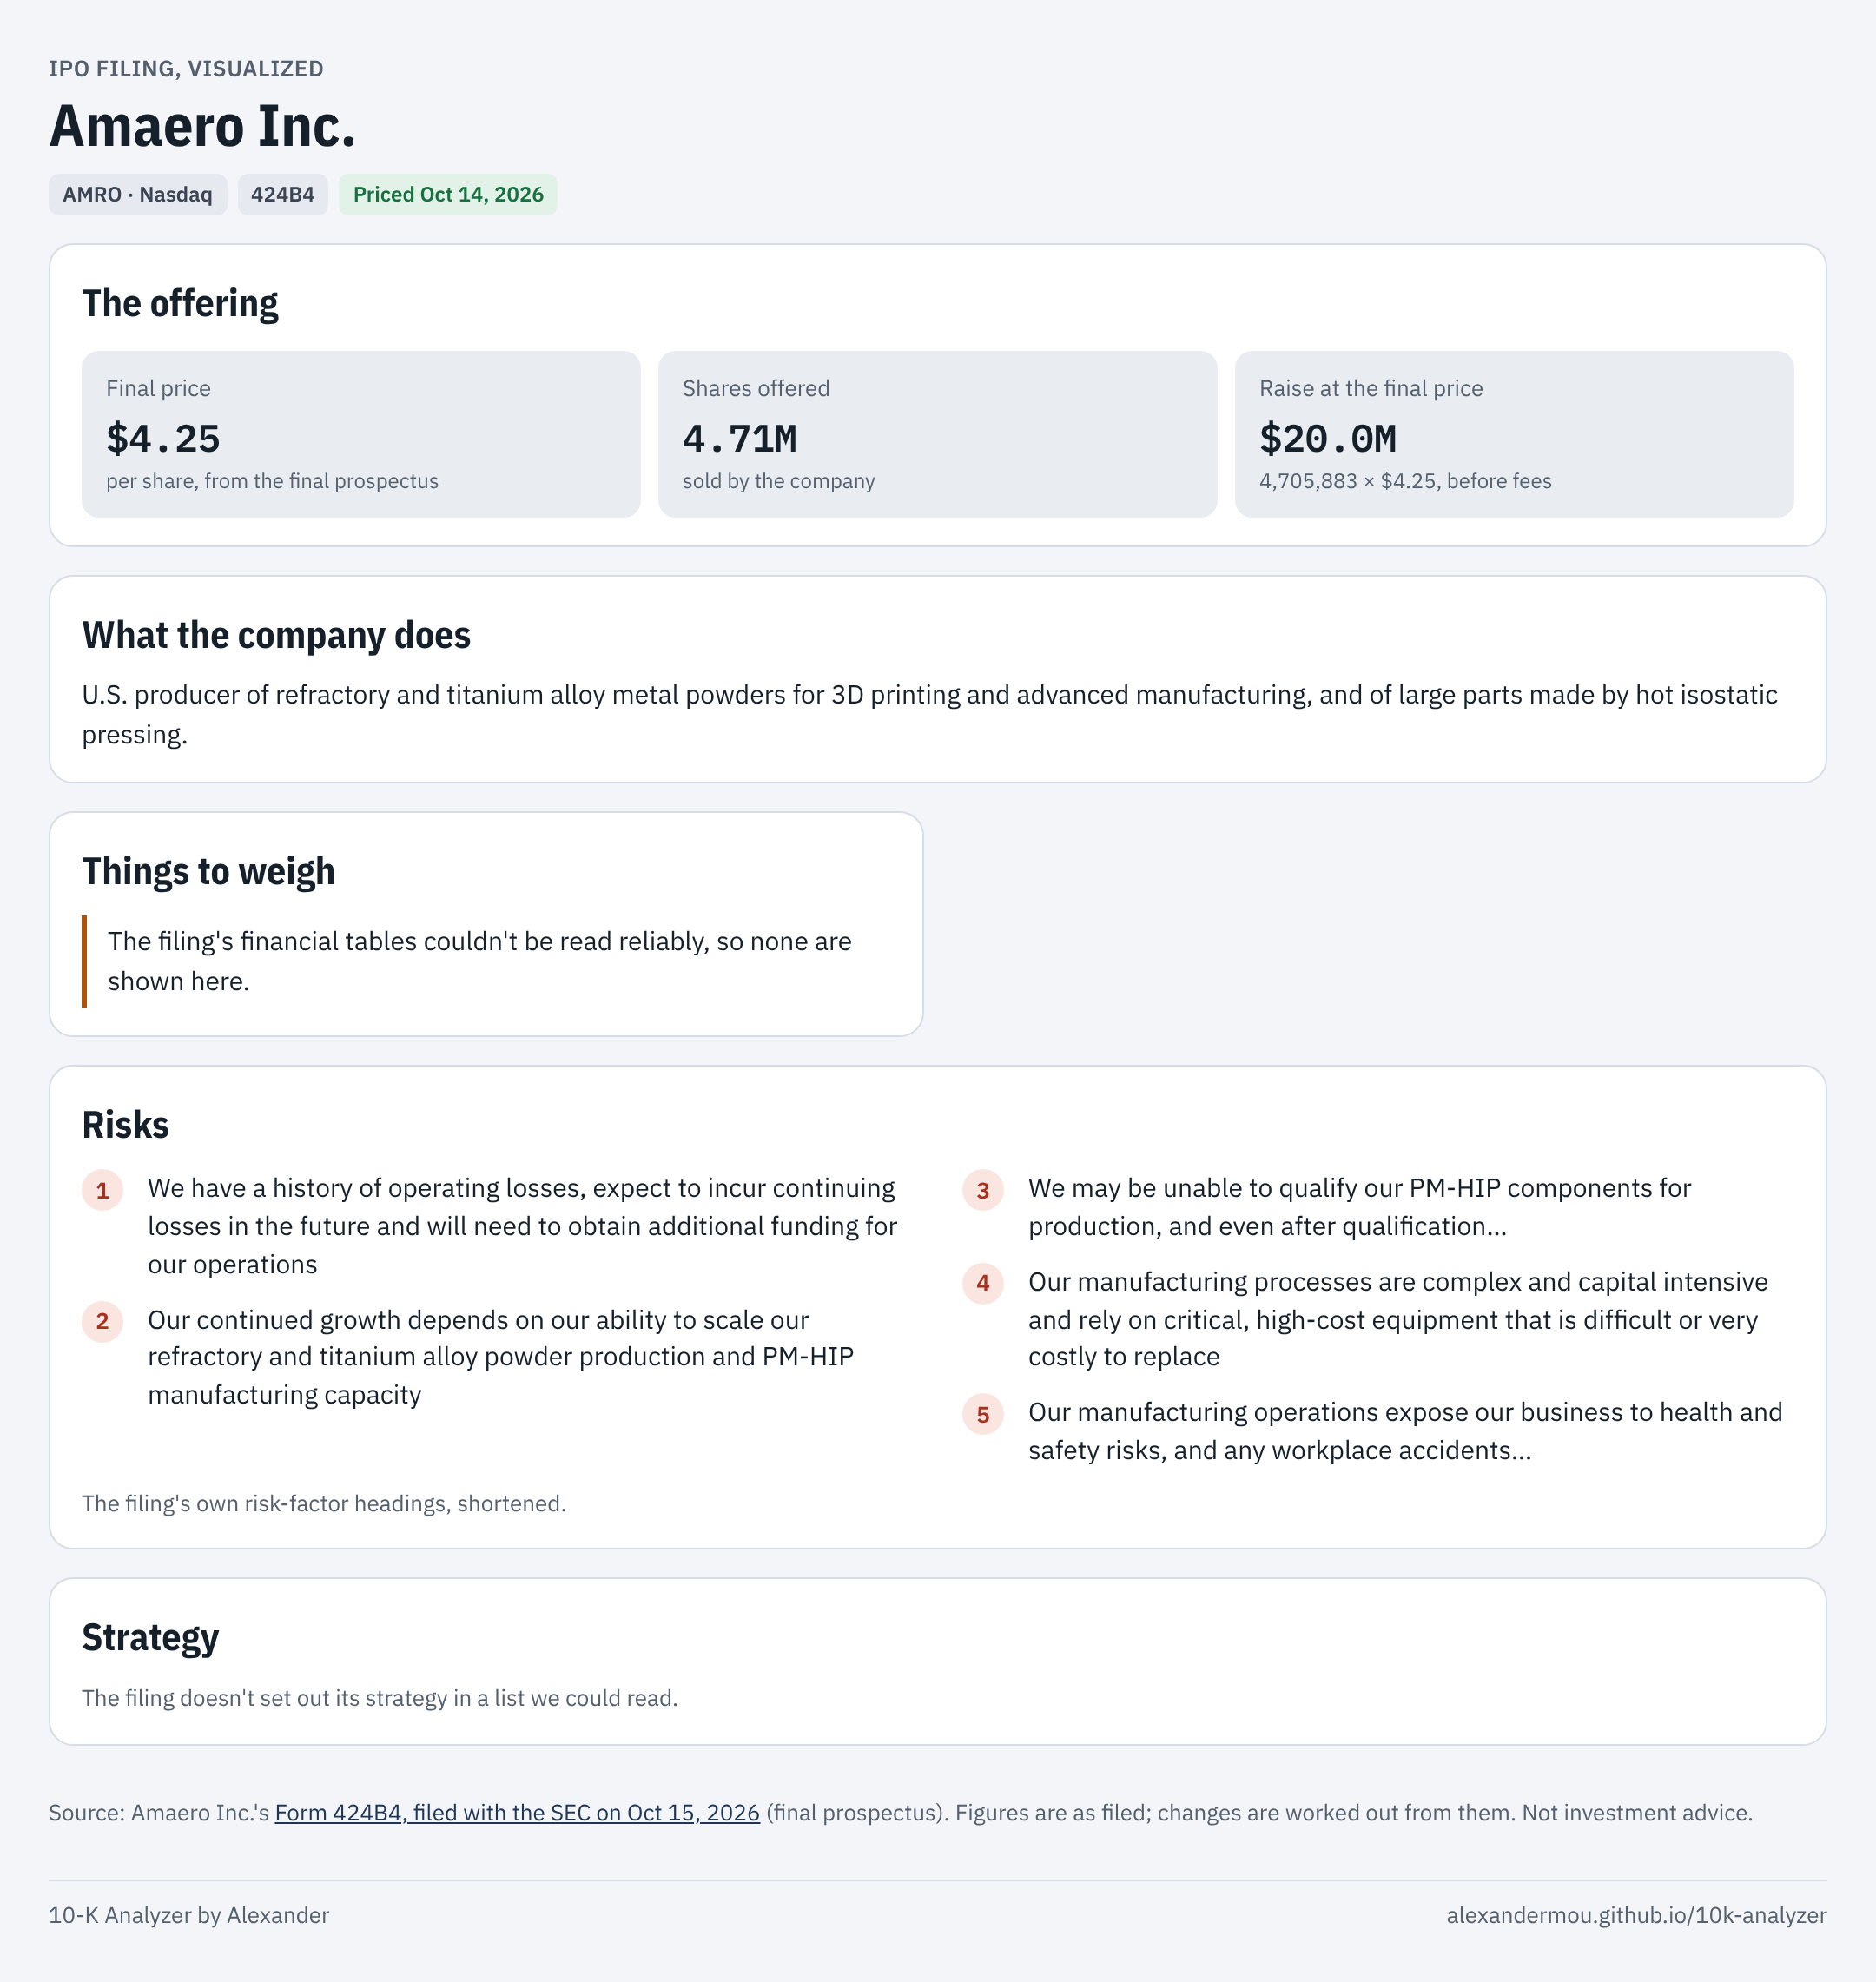 IPO FILING, VISUALIZED
Amaero Inc.
AMRO · Nasdaq 424B4 Priced Oct 14, 2026
The offering
Final price
$4.25
per share, from the final prospectus
Shares offered
4.71M
sold by the company
Raise at the final price
$20.0M
4,705,883 × $4.25, before fees
What the company does
U.S. producer of refractory and titanium alloy metal powders for 3D printing and advanced manufacturing, and of large parts made by hot isostatic
pressing.
Things to weigh
The filing's financial tables couldn't be read reliably, so none are
shown here.
Risks
1 We have a history of operating losses, expect to incur continuing
losses in the future and will need to obtain additional funding for
our operations
2 Our continued growth depends on our ability to scale our
refractory and titanium alloy powder production and PM-HIP
manufacturing capacity
3 We may be unable to qualify our PM-HIP components for
production, and even after qualification...
4 Our manufacturing processes are complex and capital intensive
and rely on critical, high-cost equipment that is difficult or very
costly to replace
5 Our manufacturing operations expose our business to health and
safety risks, and any workplace accidents...
The filing's own risk-factor headings, shortened.
Strategy
The filing doesn't set out its strategy in a list we could read.
Source: Amaero Inc.'s Form 424B4, filed with the SEC on Oct 15, 2026 (final prospectus). Figures are as filed; changes are worked out from them. Not investment advice.
10-K Analyzer by Alexander
alexandermou.github.io/10k-analyzer